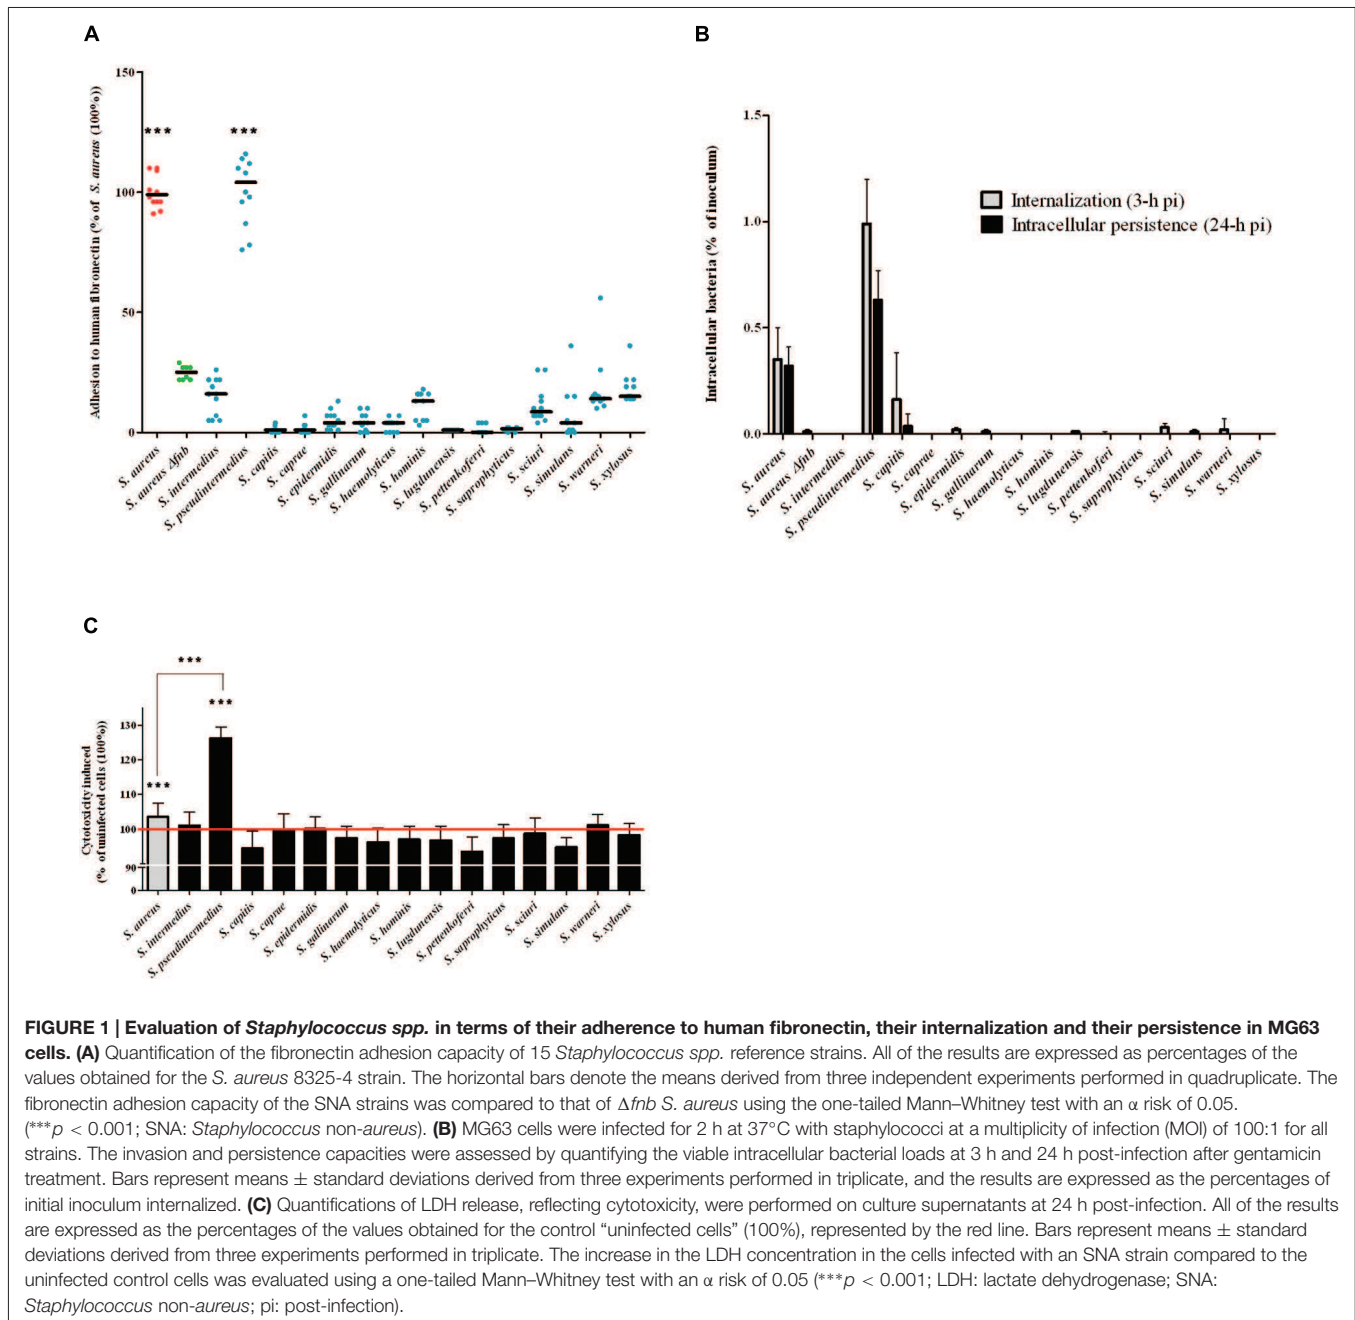 A
Adhesion to human fibronectin (% of S. aureus (100%))
150
100
50
0
***
***
S. aureus
S. aureus Δfnb
S. intermedius
S. pseudintermedius
S. capitis
S. caprae
S. epidermidis
S. gallinarum
S. haemolyticus
S. hominis
S. lugdunensis
S. pettenkoferri
S. saprophyticus
S. sciuri
S. simulans
S. warneri
S. xylosus
B
Intracellular bacteria (% of inoculum)
1.5
1.0
0.5
0.0
Internalization (3-h pi)
Intracellular persistence (24-h pi)
S. aureus
S. aureus Δfnb
S. intermedius
S. pseudintermedius
S. capitis
S. caprae
S. epidermidis
S. gallinarum
S. haemolyticus
S. hominis
S. lugdunensis
S. pettenkoferi
S. saprophyticus
S. sciuri
S. simulans
S. warneri
S. xylosus
C
Cytotoxicity induced
(% of uninfected cells (100%))
130
120
110
100
90
0
***
***
***
S. aureus
S. intermedius
S. pseudintermedius
S. capitis
S. caprae
S. epidermidis
S. gallinarum
S. haemolyticus
S. hominis
S. lugdunensis
S. pettenkoferri
S. saprophyticus
S. sciuri
S. simulans
S. warneri
S. xylosus
FIGURE 1 | Evaluation of Staphylococcus spp. in terms of their adherence to human fibronectin, their internalization and their persistence in MG63
cells. (A) Quantification of the fibronectin adhesion capacity of 15 Staphylococcus spp. reference strains. All of the results are expressed as percentages of the
values obtained for the S. aureus 8325-4 strain. The horizontal bars denote the means derived from three independent experiments performed in quadruplicate. The
fibronectin adhesion capacity of the SNA strains was compared to that of Δfnb S. aureus using the one-tailed Mann–Whitney test with an α risk of 0.05.
(***p < 0.001; SNA: Staphylococcus non-aureus). (B) MG63 cells were infected for 2 h at 37°C with staphylococci at a multiplicity of infection (MOI) of 100:1 for all
strains. The invasion and persistence capacities were assessed by quantifying the viable intracellular bacterial loads at 3 h and 24 h post-infection after gentamicin
treatment. Bars represent means ± standard deviations derived from three experiments performed in triplicate, and the results are expressed as the percentages of
initial inoculum internalized. (C) Quantifications of LDH release, reflecting cytotoxicity, were performed on culture supernatants at 24 h post-infection. All of the results
are expressed as the percentages of the values obtained for the control “uninfected cells” (100%), represented by the red line. Bars represent means ± standard
deviations derived from three experiments performed in triplicate. The increase in the LDH concentration in the cells infected with an SNA strain compared to the
uninfected control cells was evaluated using a one-tailed Mann–Whitney test with an α risk of 0.05 (***p < 0.001; LDH: lactate dehydrogenase; SNA:
Staphylococcus non-aureus; pi: post-infection).